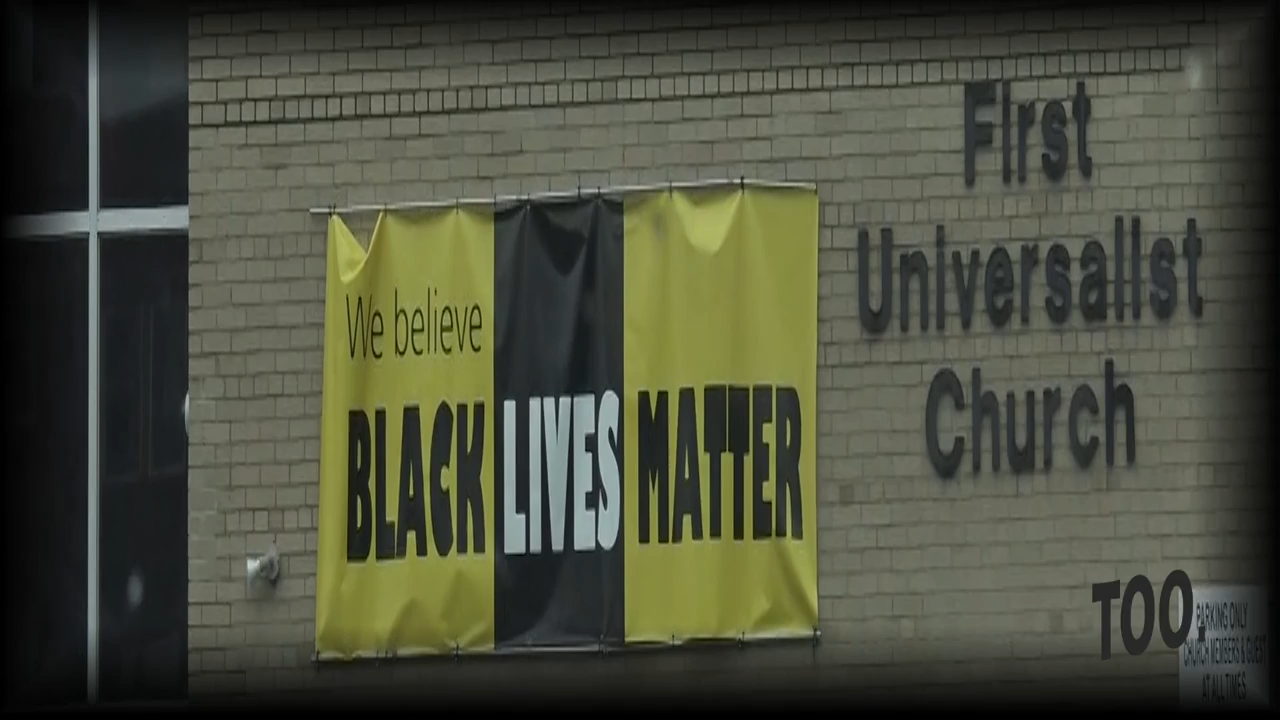 We believe
BLACK LIVES MATTER
First
Universalist
Church
TOO.
PARKING ONLY
CHURCH MEMBERS & GUEST
AT ALL TIMES